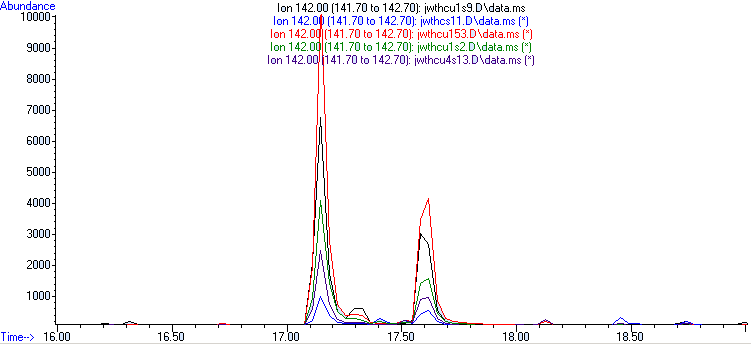 Abundance
Ion 142.00 (141.70 to 142.70): jwthcu1s9.D\data.ms
Ion 142.00 (141.70 to 142.70): jwthcs11.D\data.ms (*)
Ion 142.00 (141.70 to 142.70): jwthcu153.D\data.ms (*)
Ion 142.00 (141.70 to 142.70): jwthcu1s2.D\data.ms (*)
Ion 142.00 (141.70 to 142.70): jwthcu4s13.D\data.ms (*)
10000
9000
8000
7000
6000
5000
4000
3000
2000
1000
16.00 16.50 17.00 17.50 18.00 18.50
Time-->